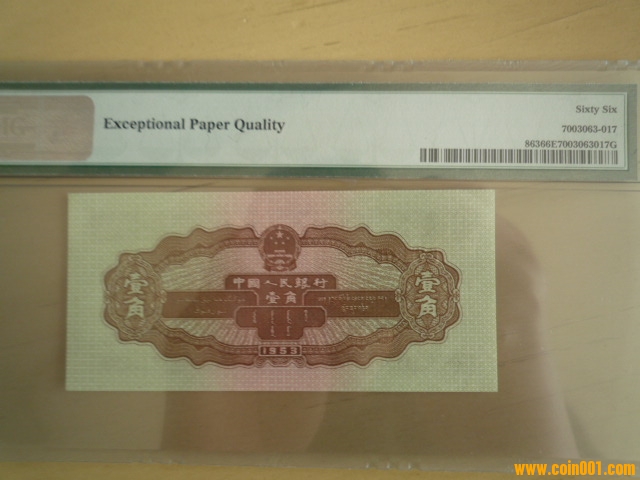 Exceptional Paper Quality
Sixty Six
7003063-017
86366E7003063017G
中國人民銀行
壹角
壹角
壹角
1953
www.coin001.com